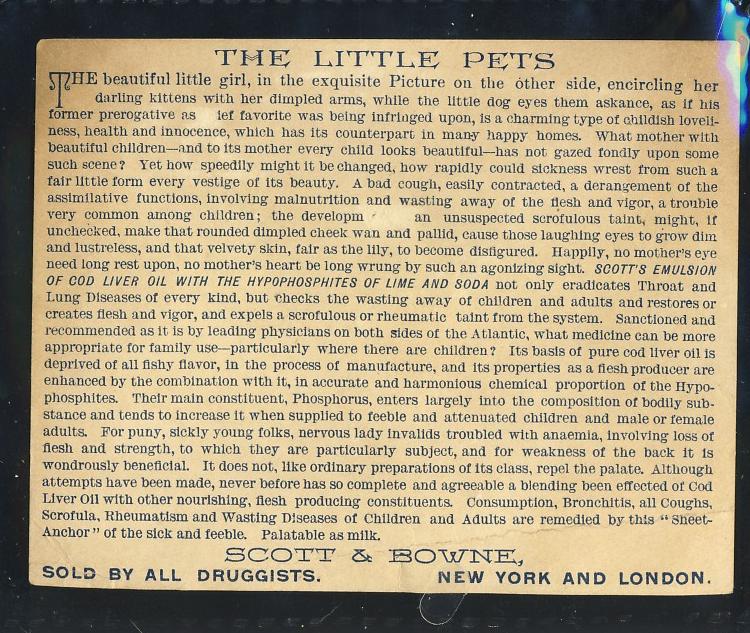 THE LITTLE PETS
THE beautiful little girl, in the exquisite Picture on the other side, encircling her
darling kittens with her dimpled arms, while the little dog eyes them askance, as if his
former prerogative as ief favorite was being infringed upon, is a charming type of childish loveli-
ness, health and innocence, which has its counterpart in many happy homes. What mother with
beautiful children—and to its mother every child looks beautiful—has not gazed fondly upon some
such scene? Yet how speedily might it be changed, how rapidly could sickness wrest from such a
fair little form every vestige of its beauty. A bad cough, easily contracted, a derangement of the
assimilative functions, involving malnutrition and wasting away of the flesh and vigor, a trouble
very common among children; the developm an unsuspected scrofulous taint, might, if
unchecked, make that rounded dimpled cheek wan and pallid, cause those laughing eyes to grow dim
and lustreless, and that velvety skin, fair as the lily, to become disfigured. Happily, no mother's eye
need long rest upon, no mother's heart be long wrung by such an agonizing sight. SCOTT'S EMULSION
OF COD LIVER OIL WITH THE HYPOPHOSPHITES OF LIME AND SODA not only eradicates Throat and
Lung Diseases of every kind, but checks the wasting away of children and adults and restores or
creates flesh and vigor, and expels a scrofulous or rheumatic taint from the system. Sanctioned and
recommended as it is by leading physicians on both sides of the Atlantic, what medicine can be more
appropriate for family use—particularly where there are children? Its basis of pure cod liver oil is
deprived of all fishy flavor, in the process of manufacture, and its properties as a flesh producer are
enhanced by the combination with it, in accurate and harmonious chemical proportion of the Hypo-
phosphites. Their main constituent, Phosphorus, enters largely into the composition of bodily sub-
stance and tends to increase it when supplied to feeble and attenuated children and male or female
adults. For puny, sickly young folks, nervous lady invalids troubled with anaemia, involving loss of
flesh and strength, to which they are particularly subject, and for weakness of the back it is
wondrously beneficial. It does not, like ordinary preparations of its class, repel the palate. Although
attempts have been made, never before has so complete and agreeable a blending been effected of Cod
Liver Oil with other nourishing, flesh producing constituents. Consumption, Bronchitis, all Coughs,
Scrofula, Rheumatism and Wasting Diseases of Children and Adults are remedied by this "Sheet-
Anchor" of the sick and feeble. Palatable as milk.
SCOTT & BOWNE,
SOLD BY ALL DRUGGISTS. NEW YORK AND LONDON.